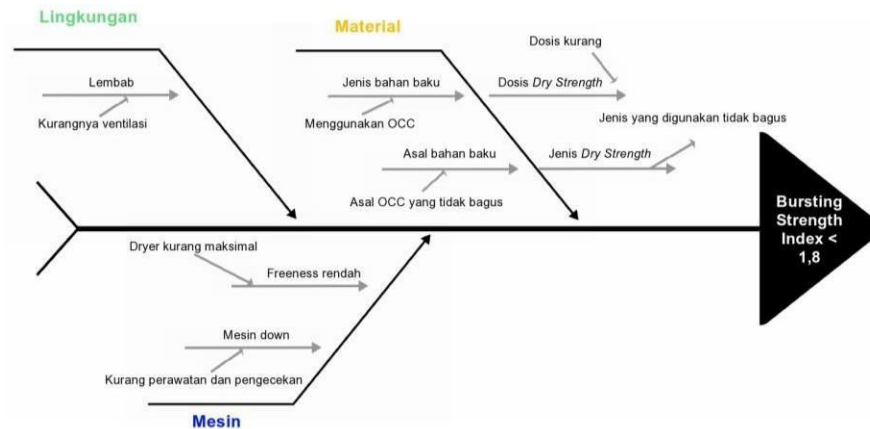 Lingkungan
Material
Dosis kurang
Lembab
Jenis bahan baku
Dosis Dry Strength
Kurangnya ventilasi
Menggunakan OCC
Jenis yang digunakan tidak bagus
Asal bahan baku
Jenis Dry Strength
Asal OCC yang tidak bagus
Bursting
Strength
Index <
1,8
Dryer kurang maksimal
Freeness rendah
Mesin down
Kurang perawatan dan pengecekan
Mesin